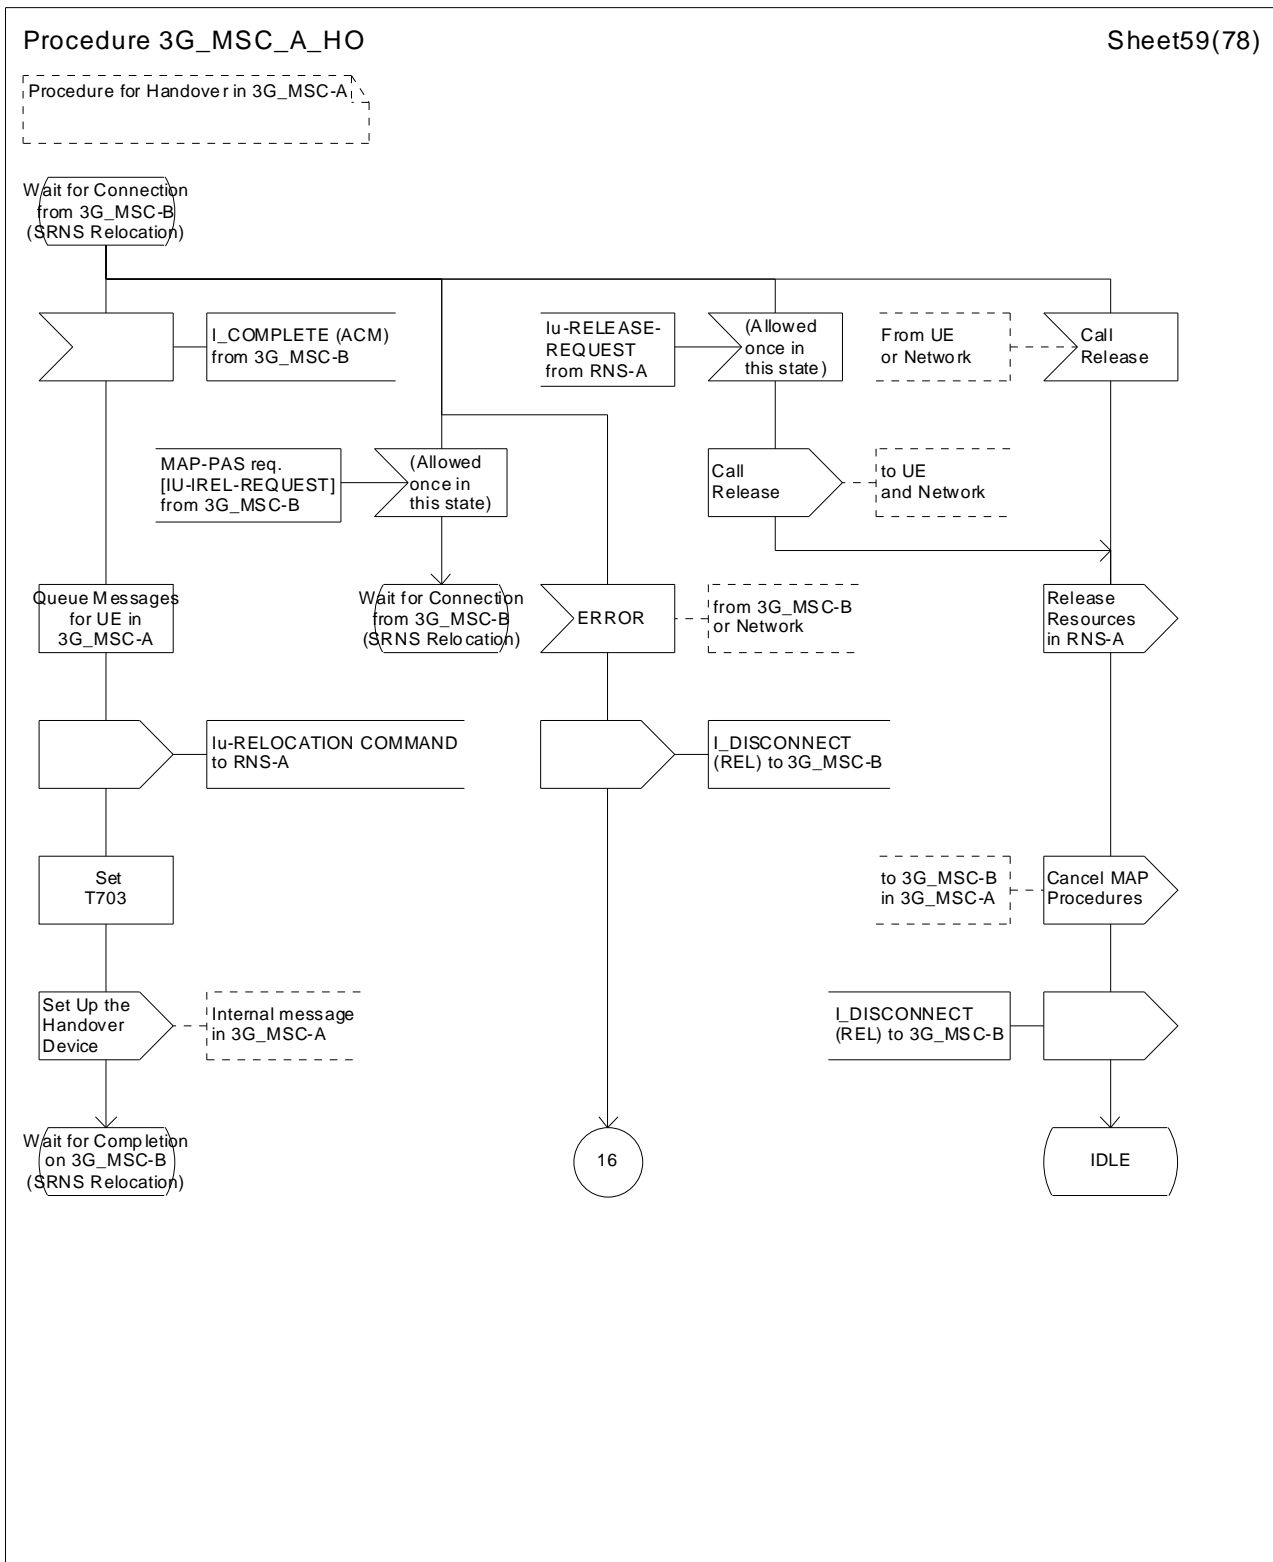 Procedure 3G_MSC_A_HO
Sheet59(78)
Procedure for Handover in 3G_MSC-A
Wait for Connection
from 3G_MSC-B
(SRNS Relocation)
I_COMPLETE (ACM)
from 3G_MSC-B
Iu-RELEASE-
REQUEST
from RNS-A
(Allowed
once in
this state)
From UE
or Network
Call
Release
MAP-PAS req.
[IU-IREL-REQUEST]
from 3G_MSC-B
(Allowed
once in
this state)
Call
Release
to UE
and Network
Queue Messages
for UE in
3G_MSC-A
Wait for Connection
from 3G_MSC-B
(SRNS Relocation)
ERROR
from 3G_MSC-B
or Network
Release
Resources
in RNS-A
Iu-RELOCATION COMMAND
to RNS-A
I_DISCONNECT
(REL) to 3G_MSC-B
Set
T703
to 3G_MSC-B
in 3G_MSC-A
Cancel MAP
Procedures
Set Up the
Handover
Device
Internal message
in 3G_MSC-A
I_DISCONNECT
(REL) to 3G_MSC-B
Wait for Completion
on 3G_MSC-B
(SRNS Relocation)
16
IDLE